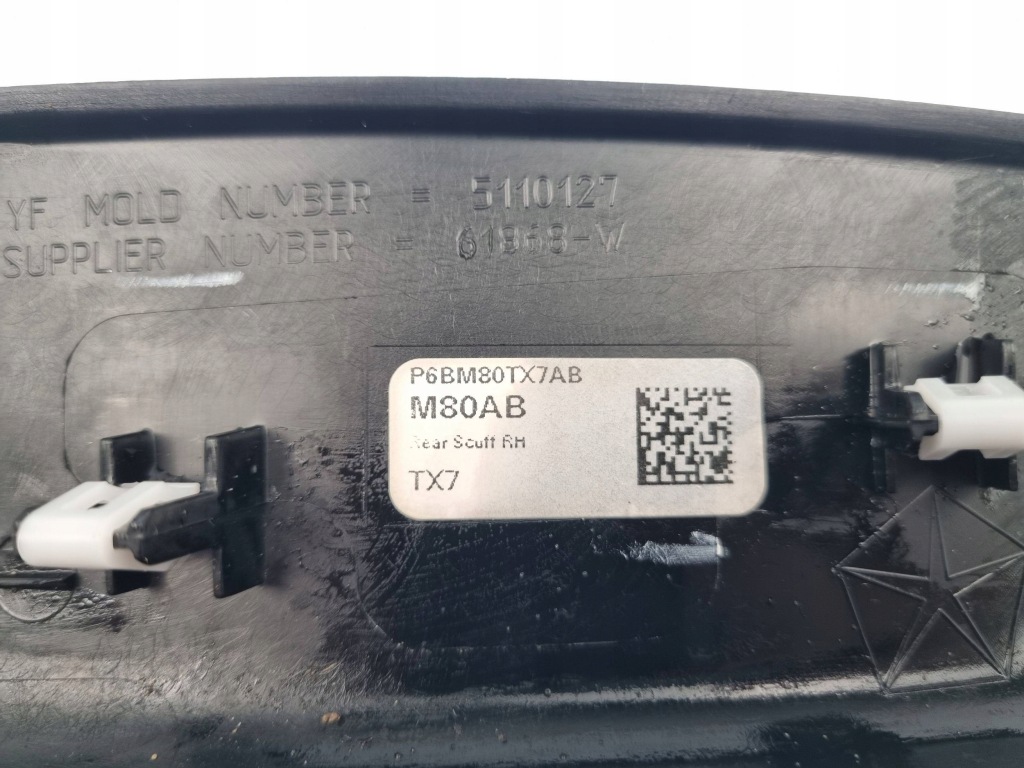 YF MOLD NUMBER = 5110127
SUPPLIER NUMBER = 61868-W
P6BM80TX7AB
M80AB
Rear Scuff RH
TX7